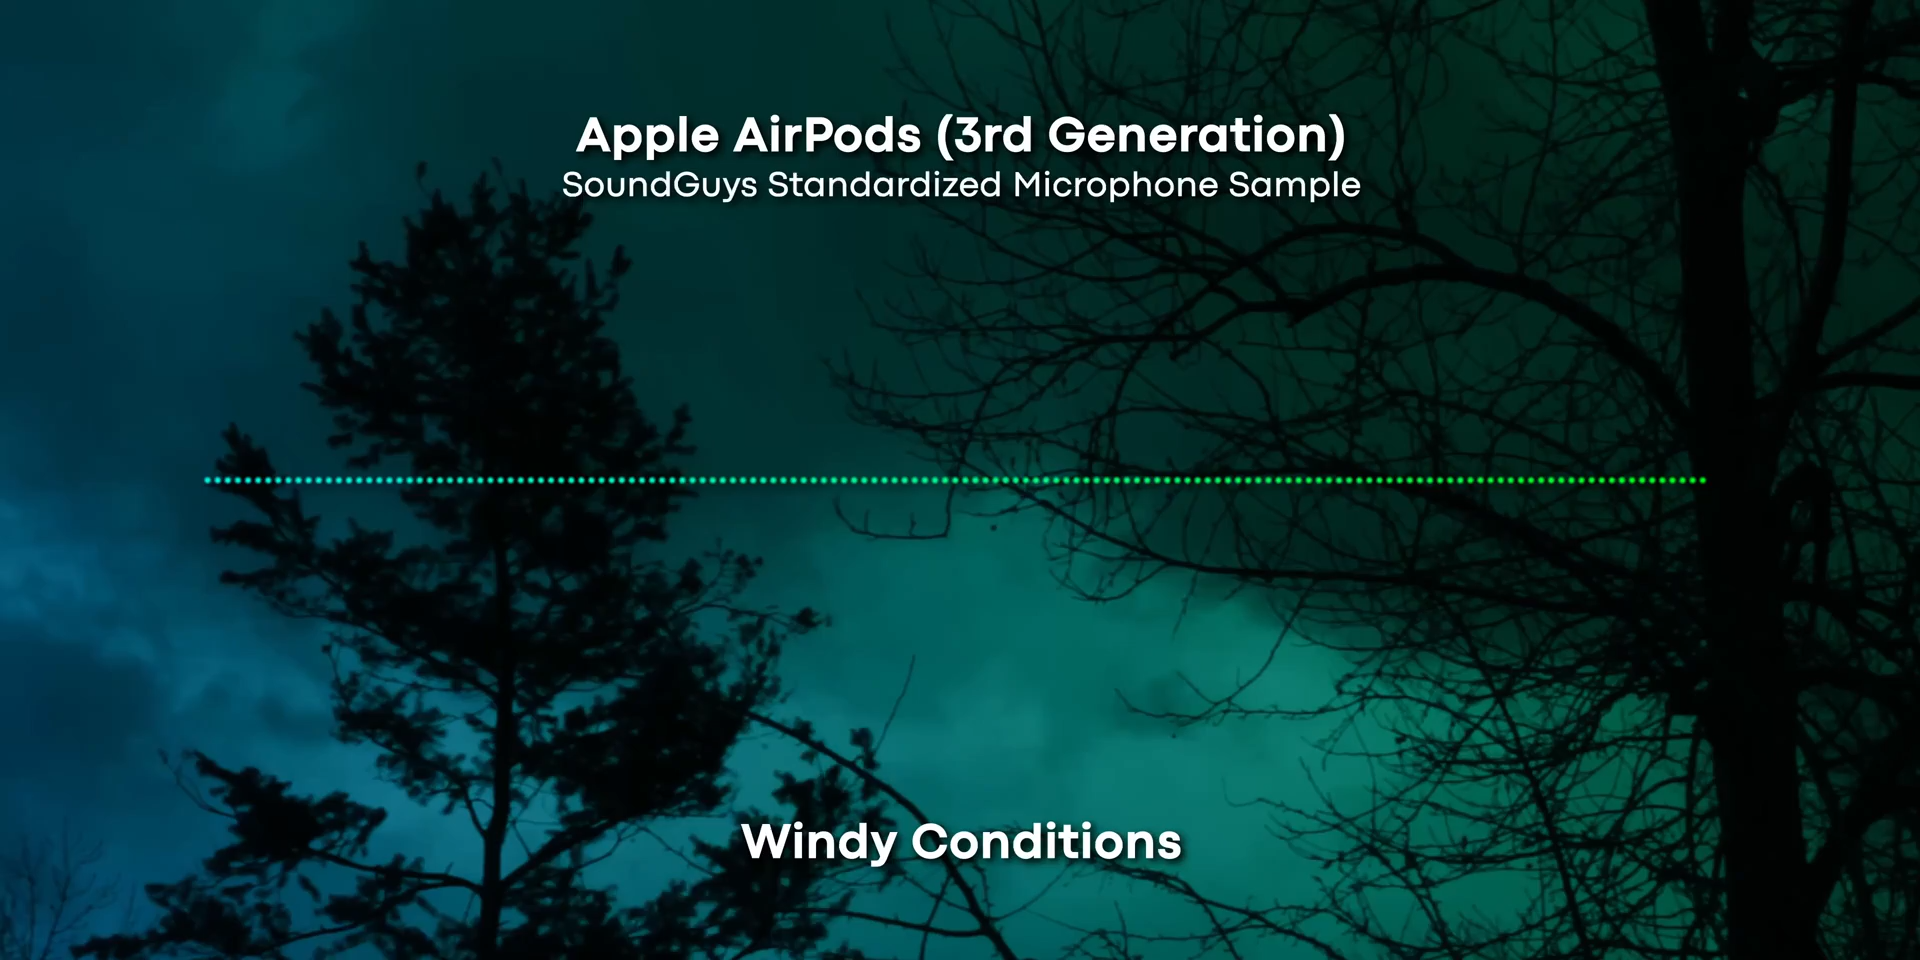 Apple AirPods (3rd Generation)
SoundGuys Standardized Microphone Sample
Windy Conditions